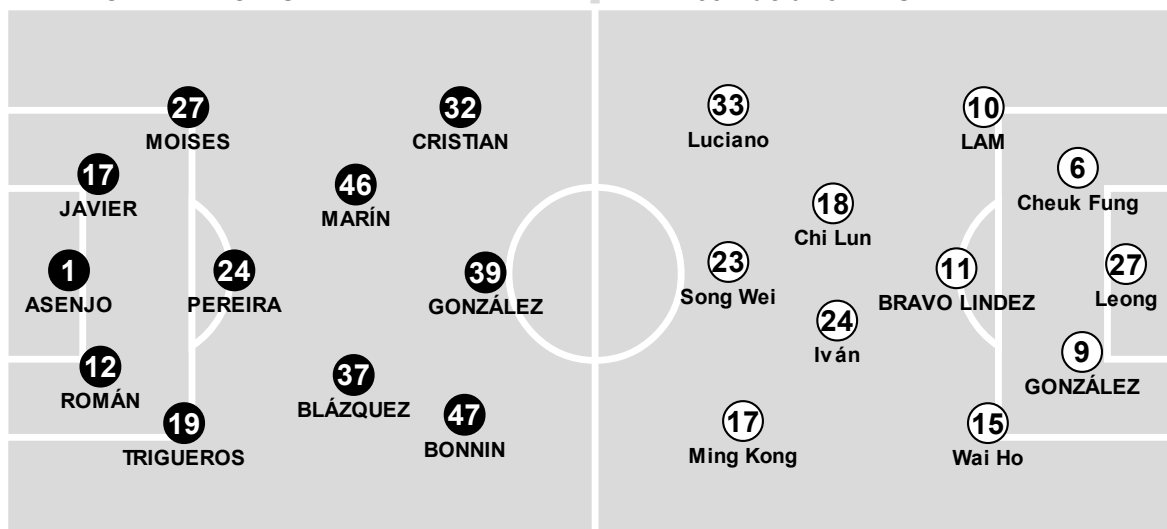 27
MOISES
32
CRISTIAN
17
JAVIER
46
MARÍN
1
ASENJO
24
PEREIRA
39
GONZÁLEZ
12
ROMÁN
37
BLÁZQUEZ
19
TRIGUEROS
47
BONNIN
33
Luciano
10
LAM
6
Cheuk Fung
18
Chi Lun
23
Song Wei
11
BRAVO LINDEZ
27
Leong
24
Iván
9
GONZÁLEZ
17
Ming Kong
15
Wai Ho